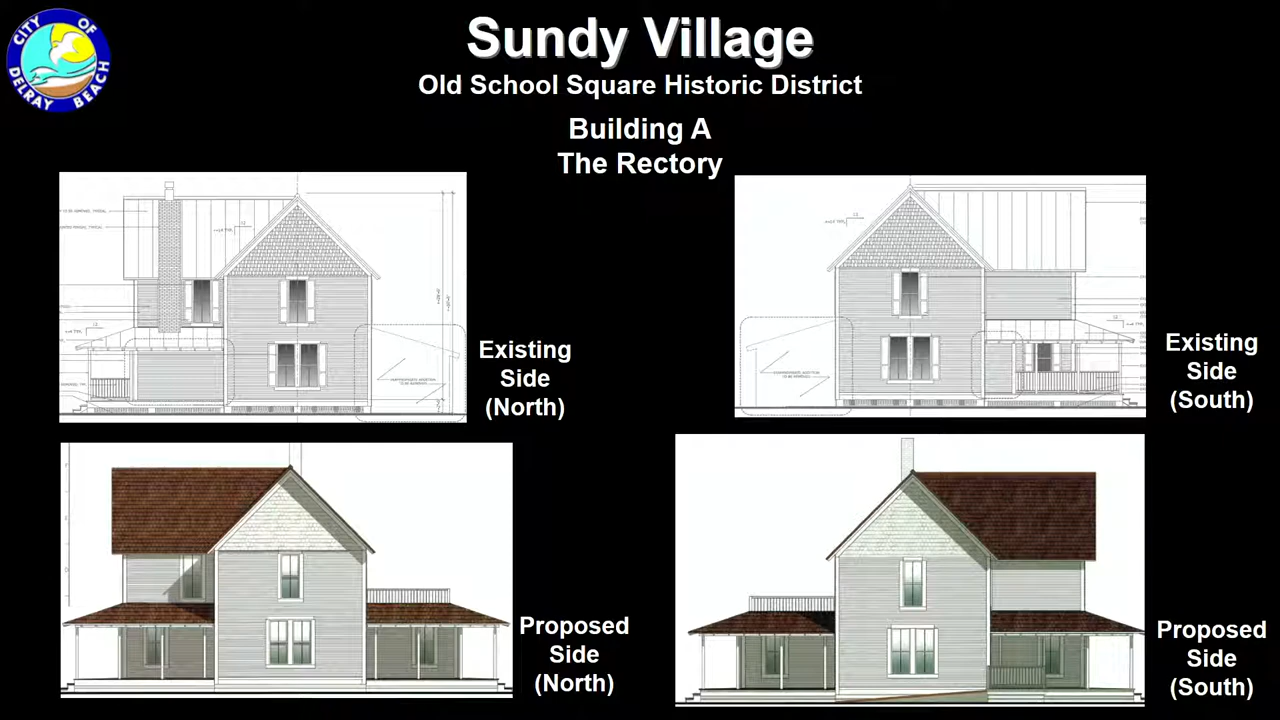 CITY OF
DELRAY BEACH
Sundy Village
Old School Square Historic District
Building A
The Rectory
Existing
Side
(North)
Existing
Side
(South)
Proposed
Side
(North)
Proposed
Side
(South)